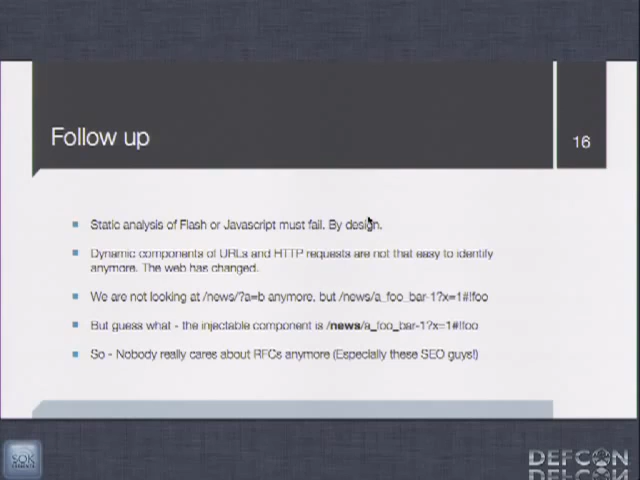 Follow up
16
Static analysis of Flash or Javascript must fail. By design.
Dynamic components of URLs and HTTP requests are not that easy to identify
anymore. The web has changed.
We are not looking at /news/?a=b anymore, but /news/a_foo_bar-1?x=1#!foo
But guess what - the injectable component is /news/a_foo_bar-1?x=1#!foo
So - Nobody really cares about RFCs anymore (Especially these SEO guys!)
SOK
DEFCON